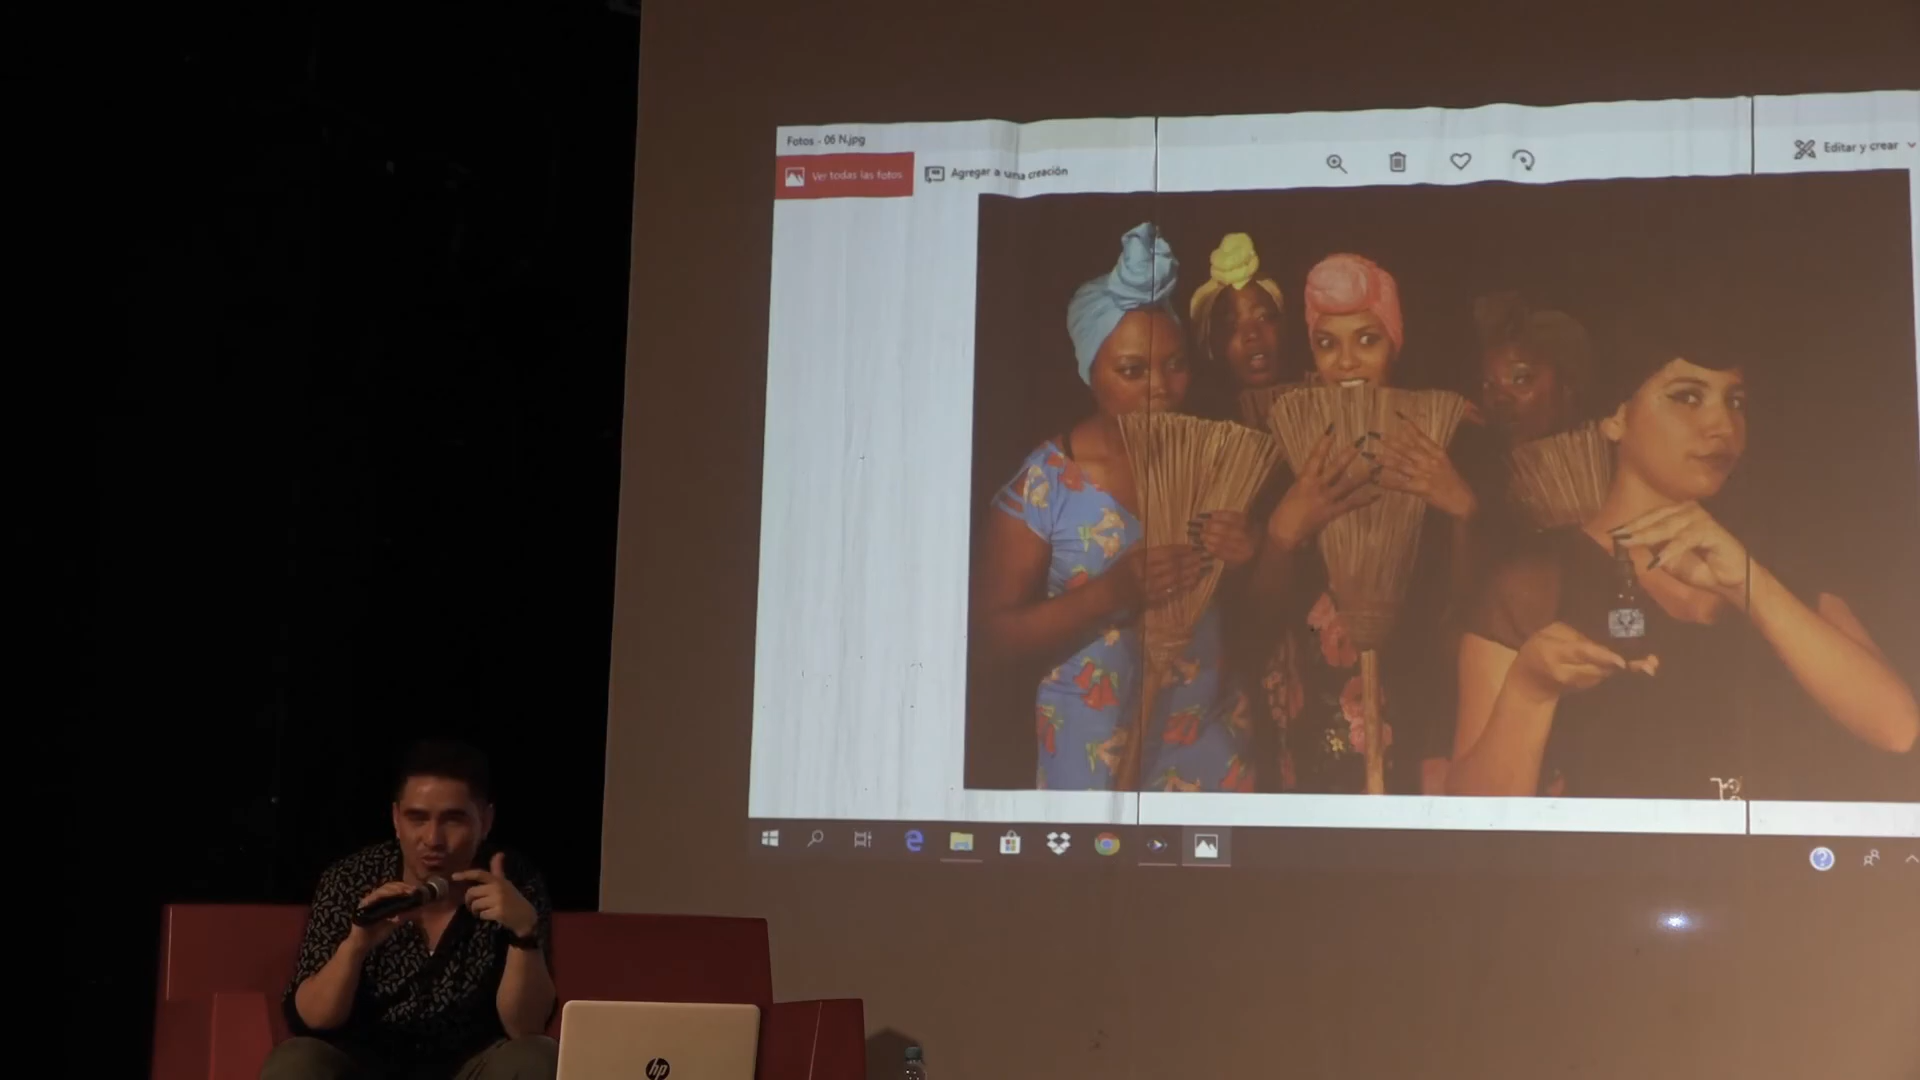 Fotos - 06 N.jpg
Ver todas las fotos
Agregar a una creación
Editar y crear
hp